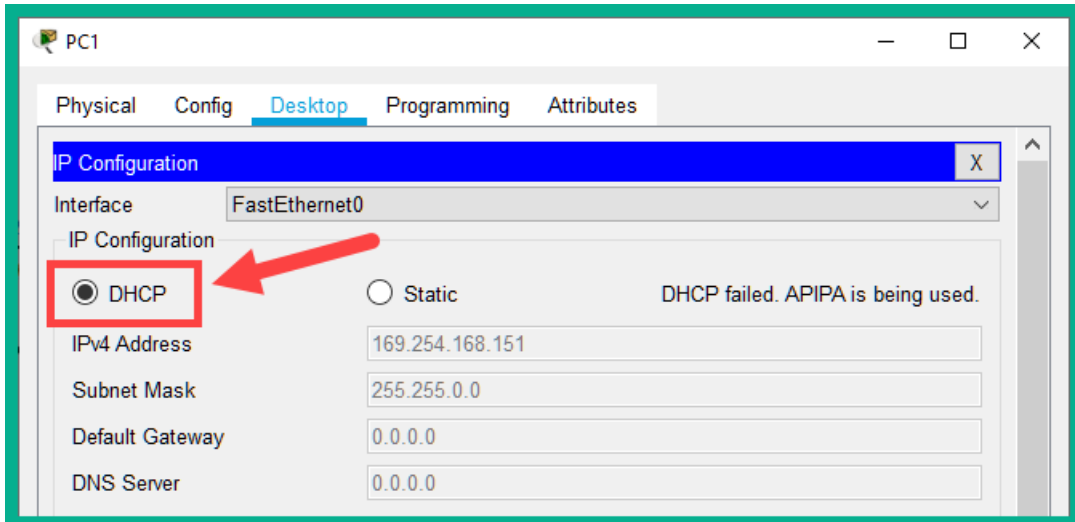 PC1
Physical Config Desktop Programming Attributes
IP Configuration X
Interface FastEthernet0
IP Configuration
DHCP Static DHCP failed. APIPA is being used.
IPv4 Address 169.254.168.151
Subnet Mask 255.255.0.0
Default Gateway 0.0.0.0
DNS Server 0.0.0.0